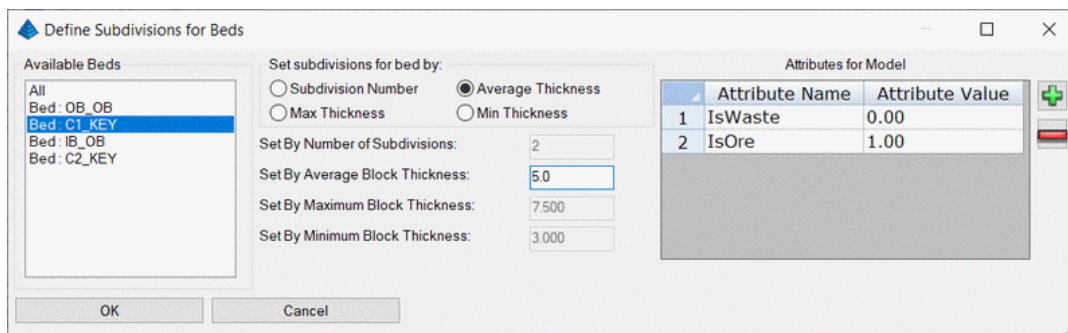 Define Subdivisions for Beds
Available Beds
All
Bed : OB_OB
Bed : C1_KEY
Bed : IB_OB
Bed : C2_KEY
Set subdivisions for bed by:
Subdivision Number
Average Thickness
Max Thickness
Min Thickness
Set By Number of Subdivisions:
2
Set By Average Block Thickness:
5.0
Set By Maximum Block Thickness:
7.500
Set By Minimum Block Thickness:
3.000
Attributes for Model
Attribute Name Attribute Value
1 IsWaste 0.00
2 IsOre 1.00
OK
Cancel